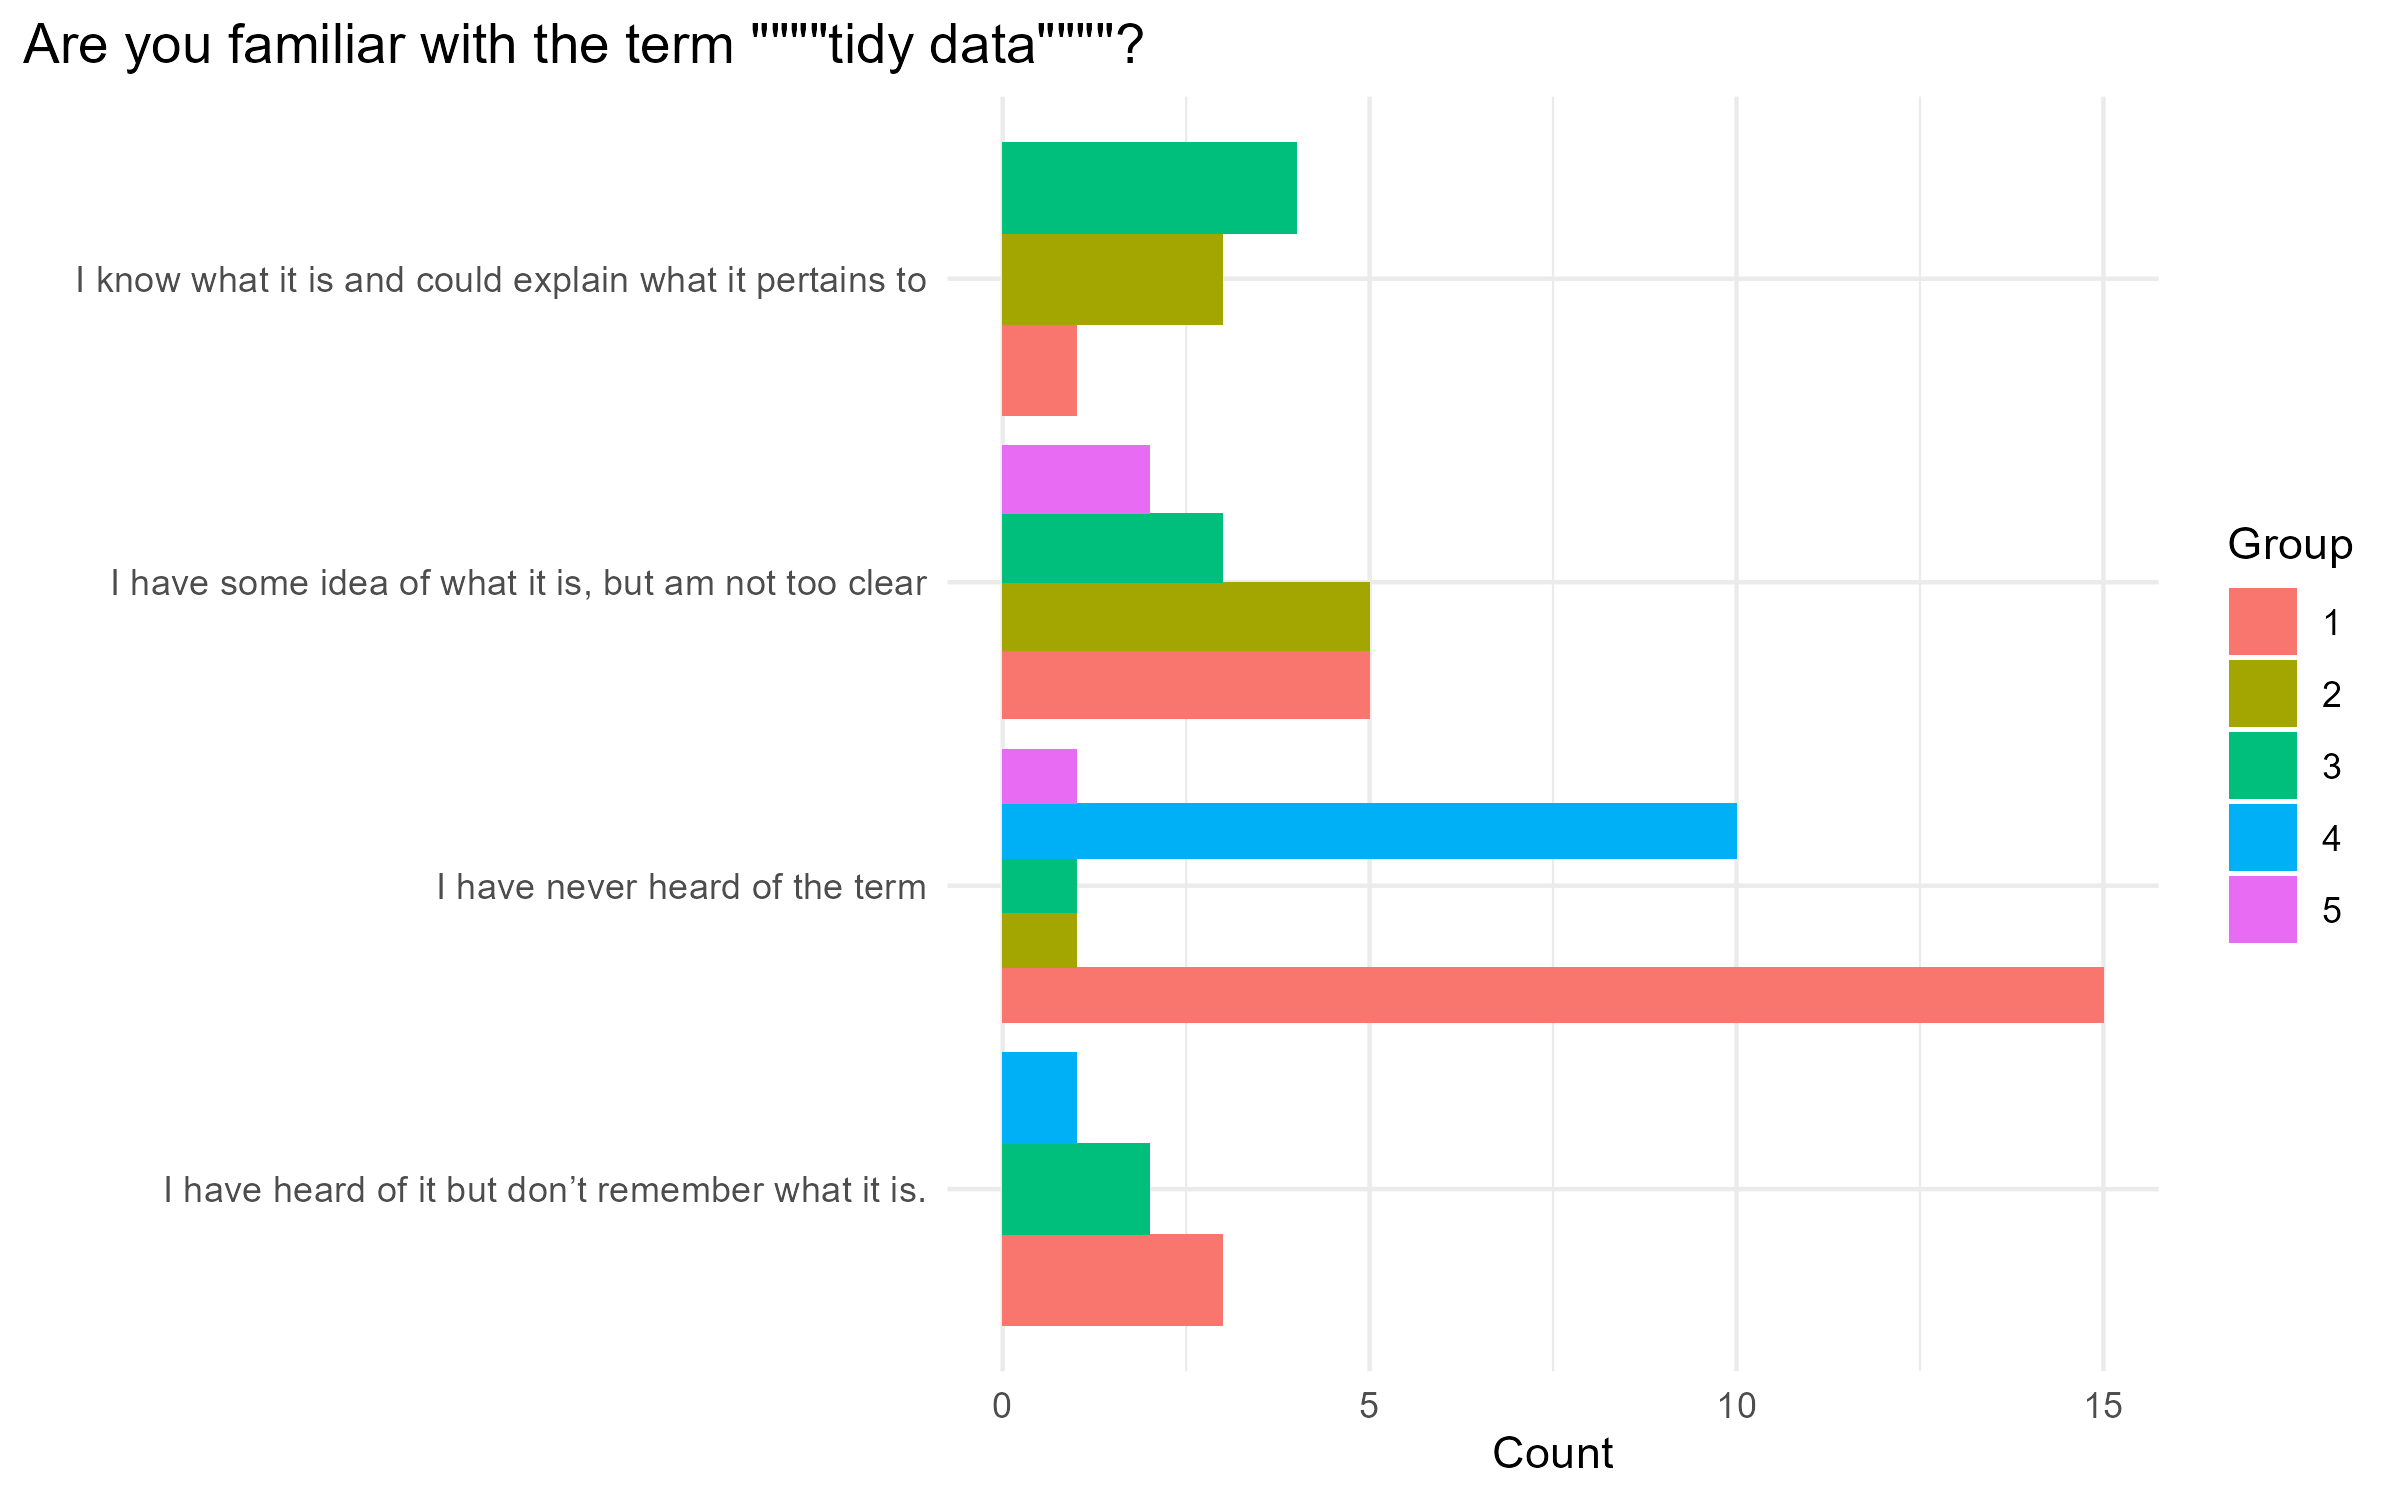 Are you familiar with the term """"tidy data""""?
I know what it is and could explain what it pertains to
I have some idea of what it is, but am not too clear
I have never heard of the term
I have heard of it but don’t remember what it is.
0 5 10 15
Count
Group
1
2
3
4
5